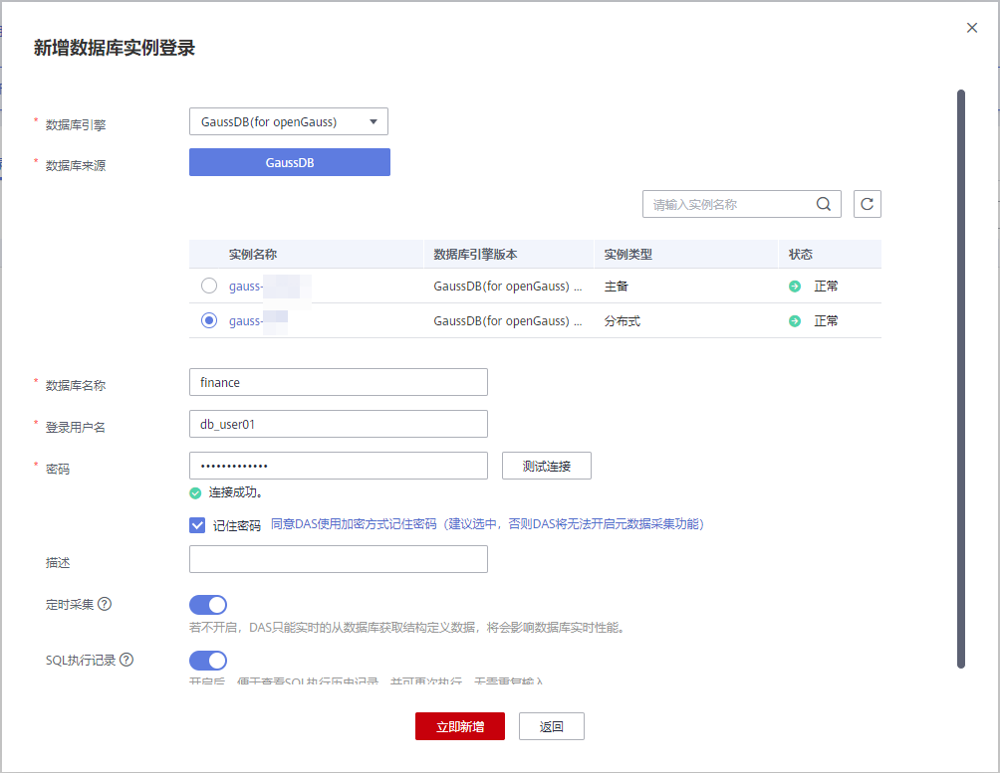 新增数据库实例登录
* 数据库引擎 GaussDB(for openGauss)
* 数据库来源 GaussDB
请输入实例名称
实例名称 数据库引擎版本 实例类型 状态
gauss- GaussDB(for openGauss) ... 主备 正常
gauss- GaussDB(for openGauss) ... 分布式 正常
* 数据库名称 finance
* 登录用户名 db_user01
* 密码 ••••••••••••• 测试连接
连接成功。
记住密码 同意DAS使用加密方式记住密码（建议选中，否则DAS将无法开启元数据采集功能）
描述
定时采集 ?
若不开启，DAS只能实时的从数据库获取结构定义数据，将会影响数据库实时性能。
SQL执行记录 ?
开启后，便于查看SQL执行历史记录，并可再次执行，无需重复输入
立即新增 返回